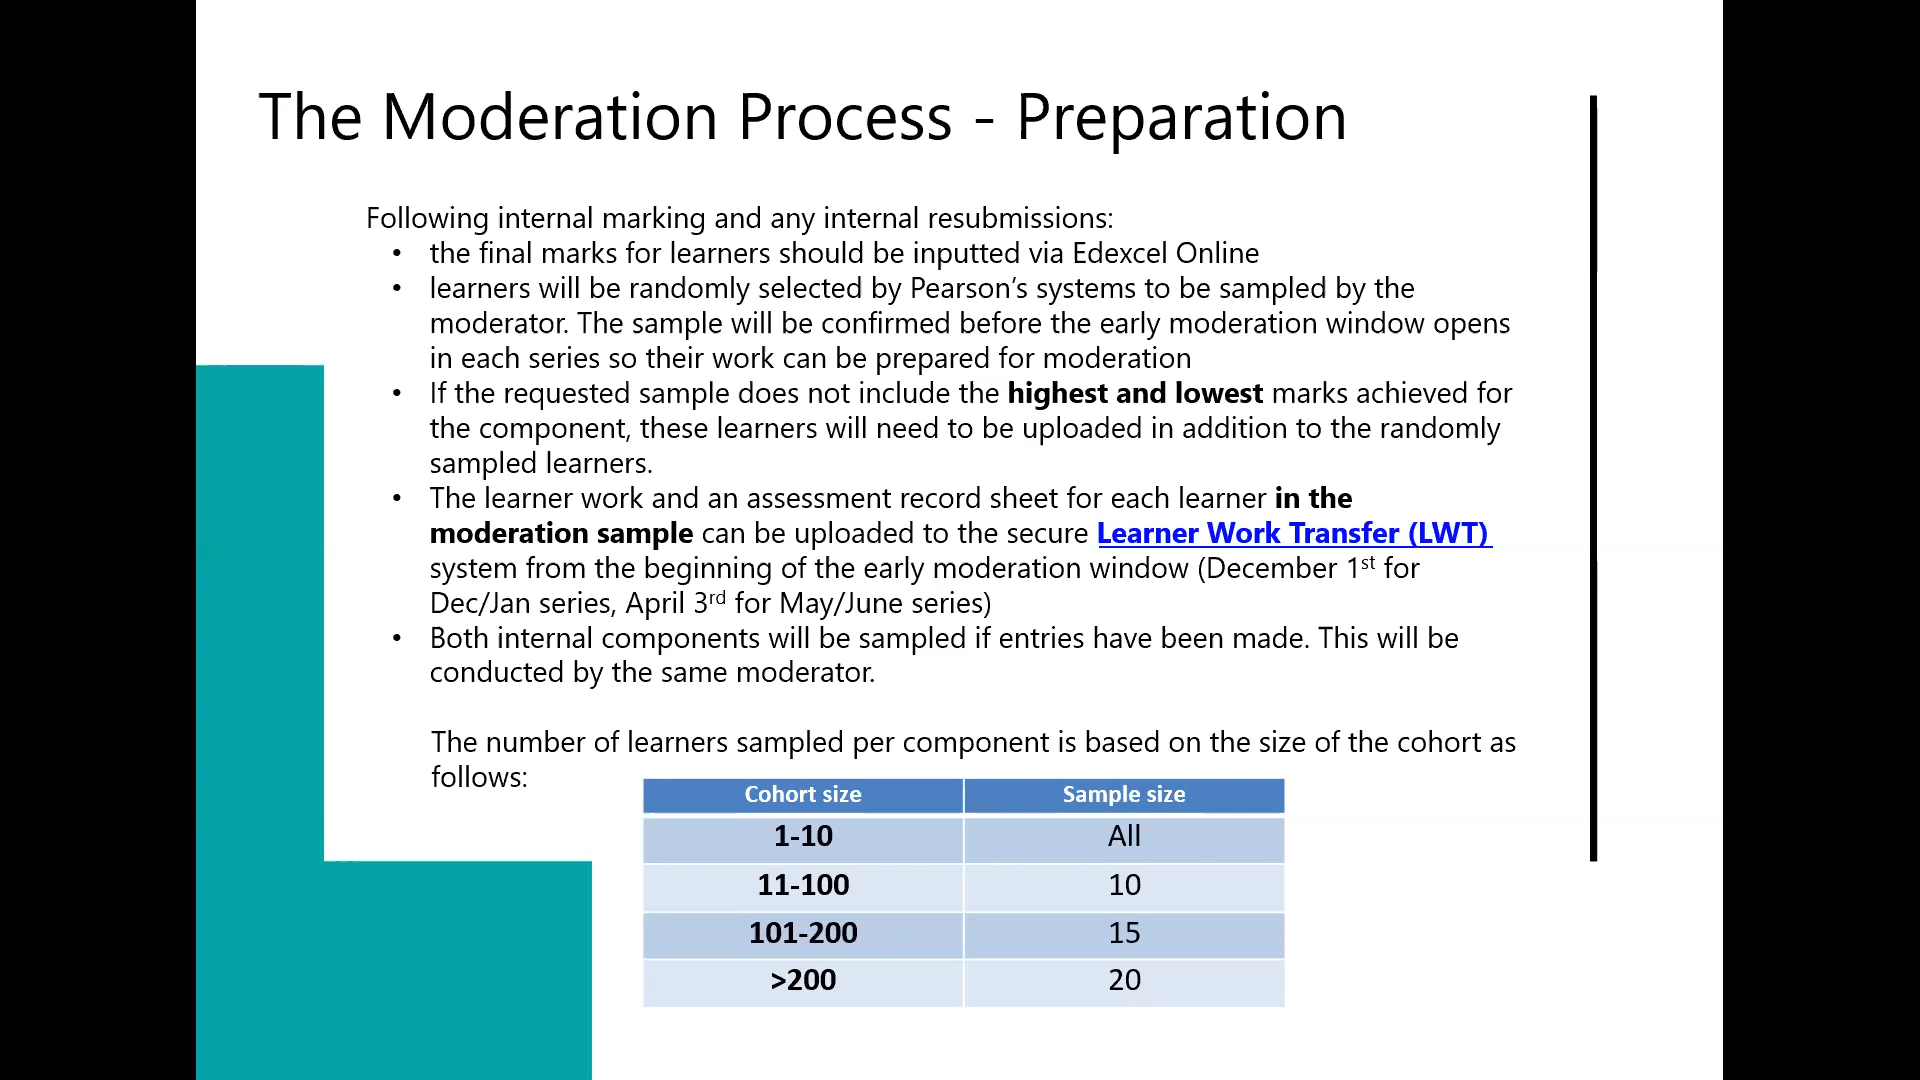 The Moderation Process - Preparation
Following internal marking and any internal resubmissions:
• the final marks for learners should be inputted via Edexcel Online
• learners will be randomly selected by Pearson’s systems to be sampled by the
moderator. The sample will be confirmed before the early moderation window opens
in each series so their work can be prepared for moderation
• If the requested sample does not include the highest and lowest marks achieved for
the component, these learners will need to be uploaded in addition to the randomly
sampled learners.
• The learner work and an assessment record sheet for each learner in the
moderation sample can be uploaded to the secure Learner Work Transfer (LWT)
system from the beginning of the early moderation window (December 1st for
Dec/Jan series, April 3rd for May/June series)
• Both internal components will be sampled if entries have been made. This will be
conducted by the same moderator.
The number of learners sampled per component is based on the size of the cohort as
follows:
Cohort size Sample size
1-10 All
11-100 10
101-200 15
>200 20